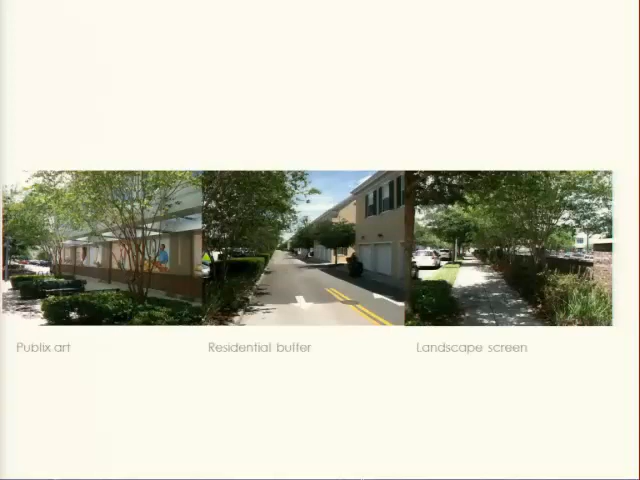 Publix art
Residential buffer
Landscape screen